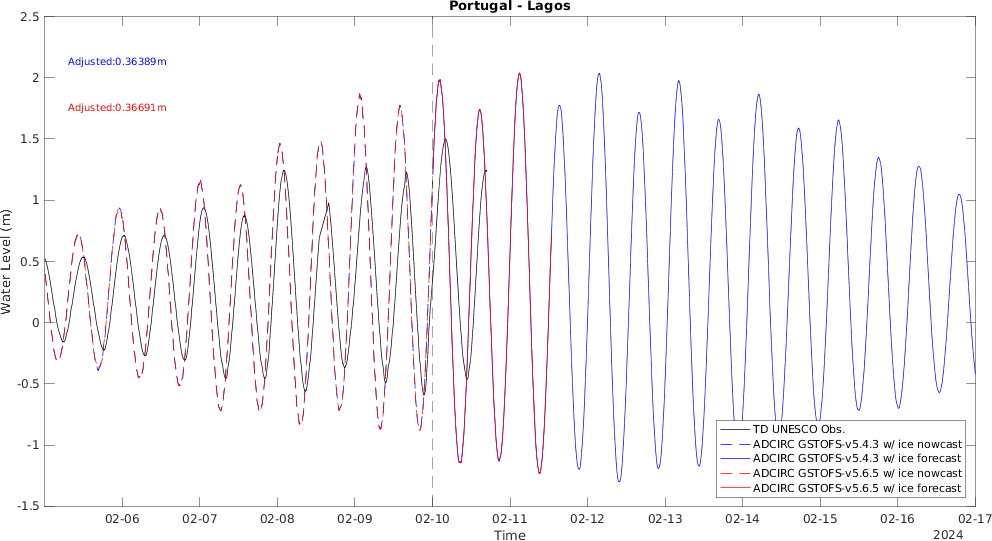 Portugal - Lagos
2.5
2
1.5
1
0.5
0
-0.5
-1
-1.5
Water Level (m)
Adjusted:0.36389m
Adjusted:0.36691m
TD UNESCO Obs.
ADCIRC GSTOFS-v5.4.3 w/ ice nowcast
ADCIRC GSTOFS-v5.4.3 w/ ice forecast
ADCIRC GSTOFS-v5.6.5 w/ ice nowcast
ADCIRC GSTOFS-v5.6.5 w/ ice forecast
02-06 02-07 02-08 02-09 02-10 02-11 02-12 02-13 02-14 02-15 02-16 02-17
Time
2024